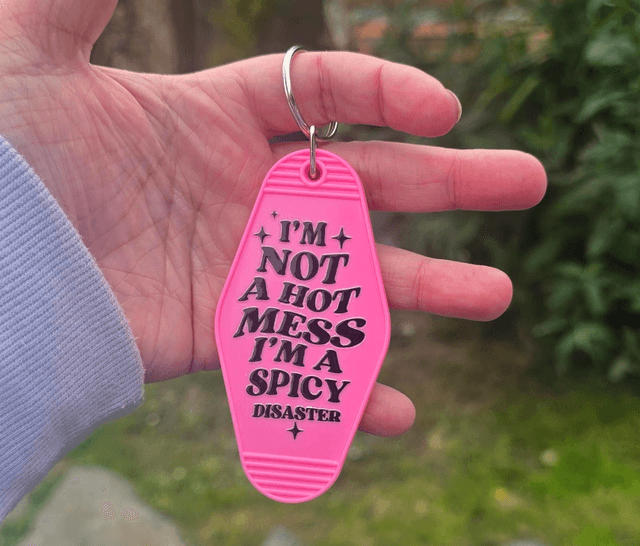 I'M
NOT
A HOT
MESS
I'M A
SPICY
DISASTER